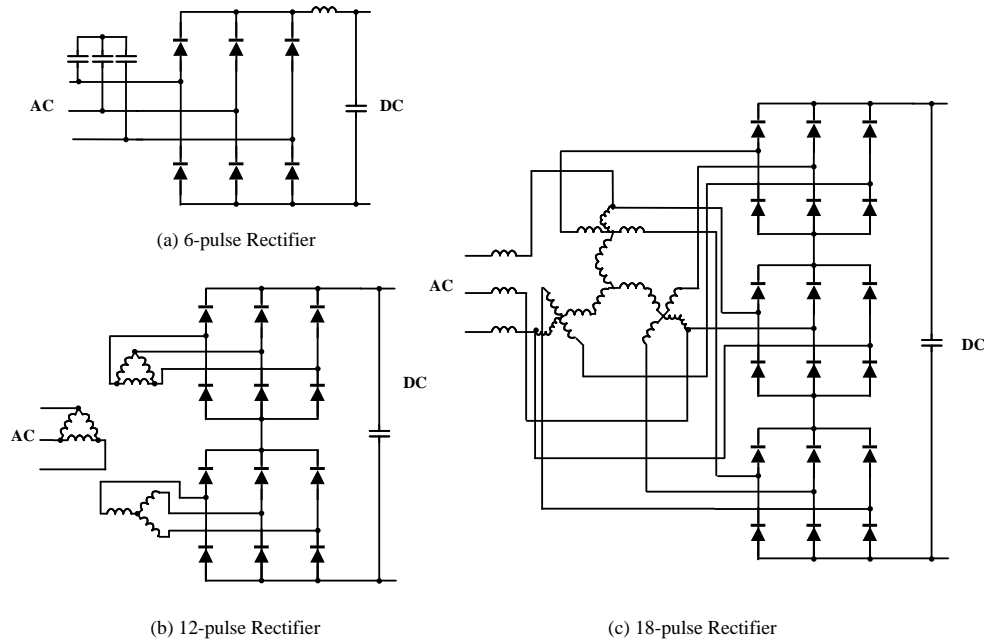 AC
DC
(a) 6-pulse Rectifier
AC
DC
(b) 12-pulse Rectifier
AC
DC
(c) 18-pulse Rectifier